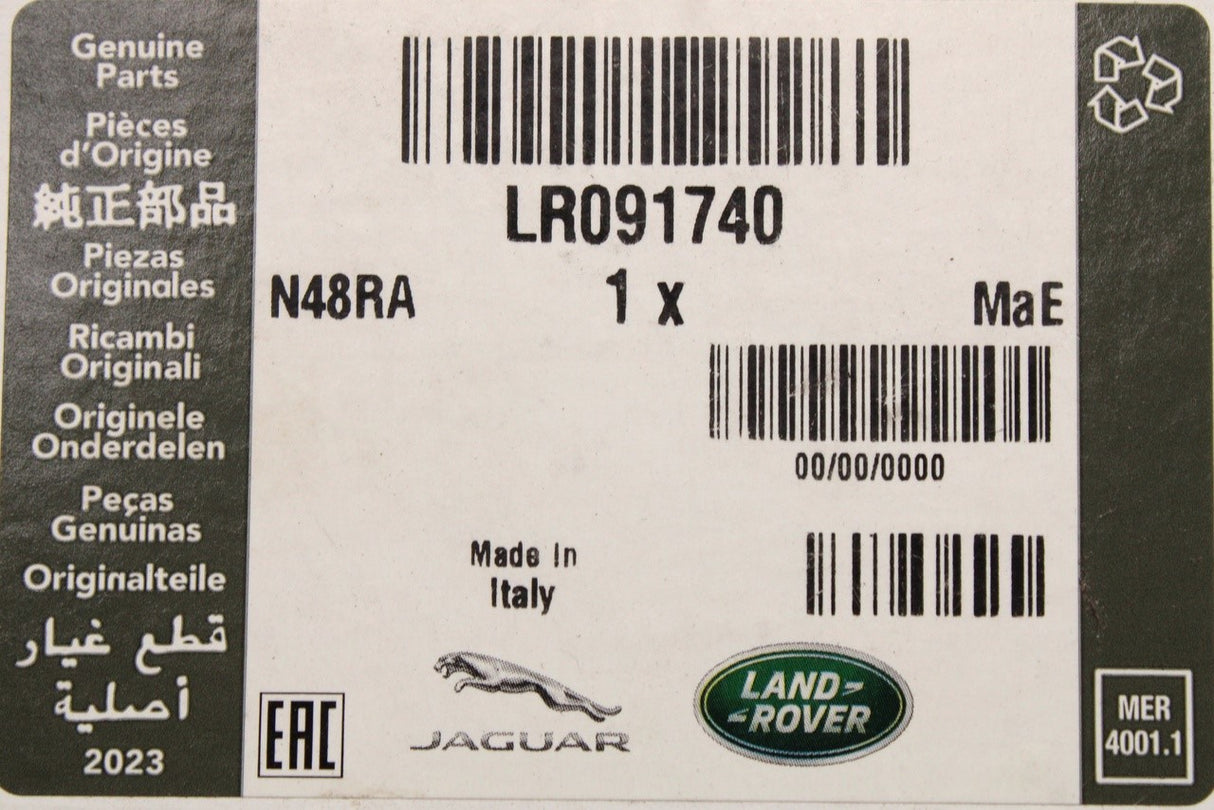 Genuine
Parts
Pièces
d'Origine
純正部品
Piezas
Originales
Ricambi
Originali
Originele
Onderdelen
Peças
Genuinas
Originalteile
قطع غيار
أصلية
2023
LR091740
N48RA
1 x
MaE
00/00/0000
Made In
Italy
EAC
JAGUAR
LAND
ROVER
MER
4001.1